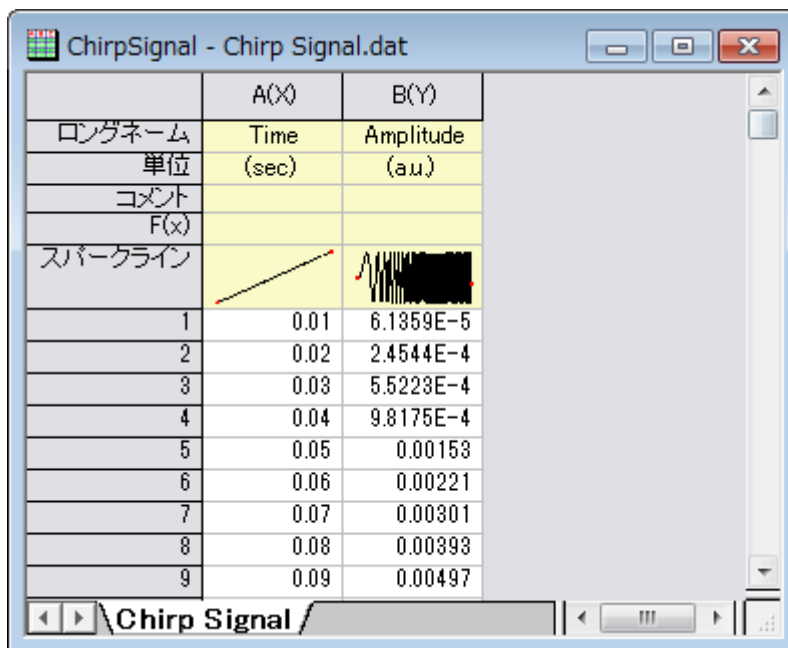 ChirpSignal - Chirp Signal.dat
A(X) B(Y)
ロングネーム Time Amplitude
単位 (sec) (a.u.)
コメント
F(x)
スパークライン
1 0.01 6.1359E-5
2 0.02 2.4544E-4
3 0.03 5.5223E-4
4 0.04 9.8175E-4
5 0.05 0.00153
6 0.06 0.00221
7 0.07 0.00301
8 0.08 0.00393
9 0.09 0.00497
Chirp Signal